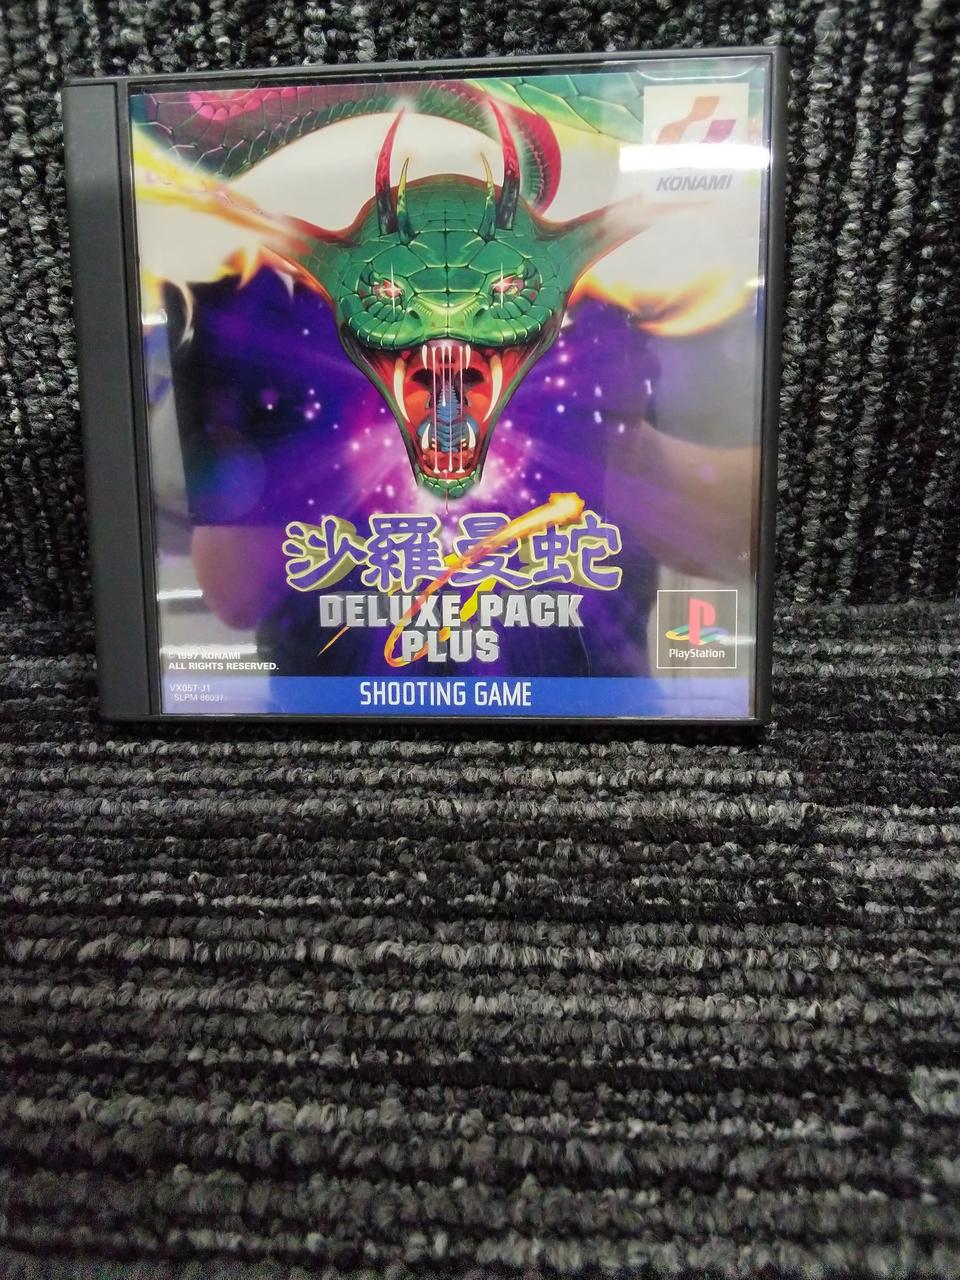 KONAMI
沙羅曼蛇
DELUXE PACK
PLUS
© 1997 KONAMI
ALL RIGHTS RESERVED.
PlayStation
VX057-J1
SLPM 86037
SHOOTING GAME